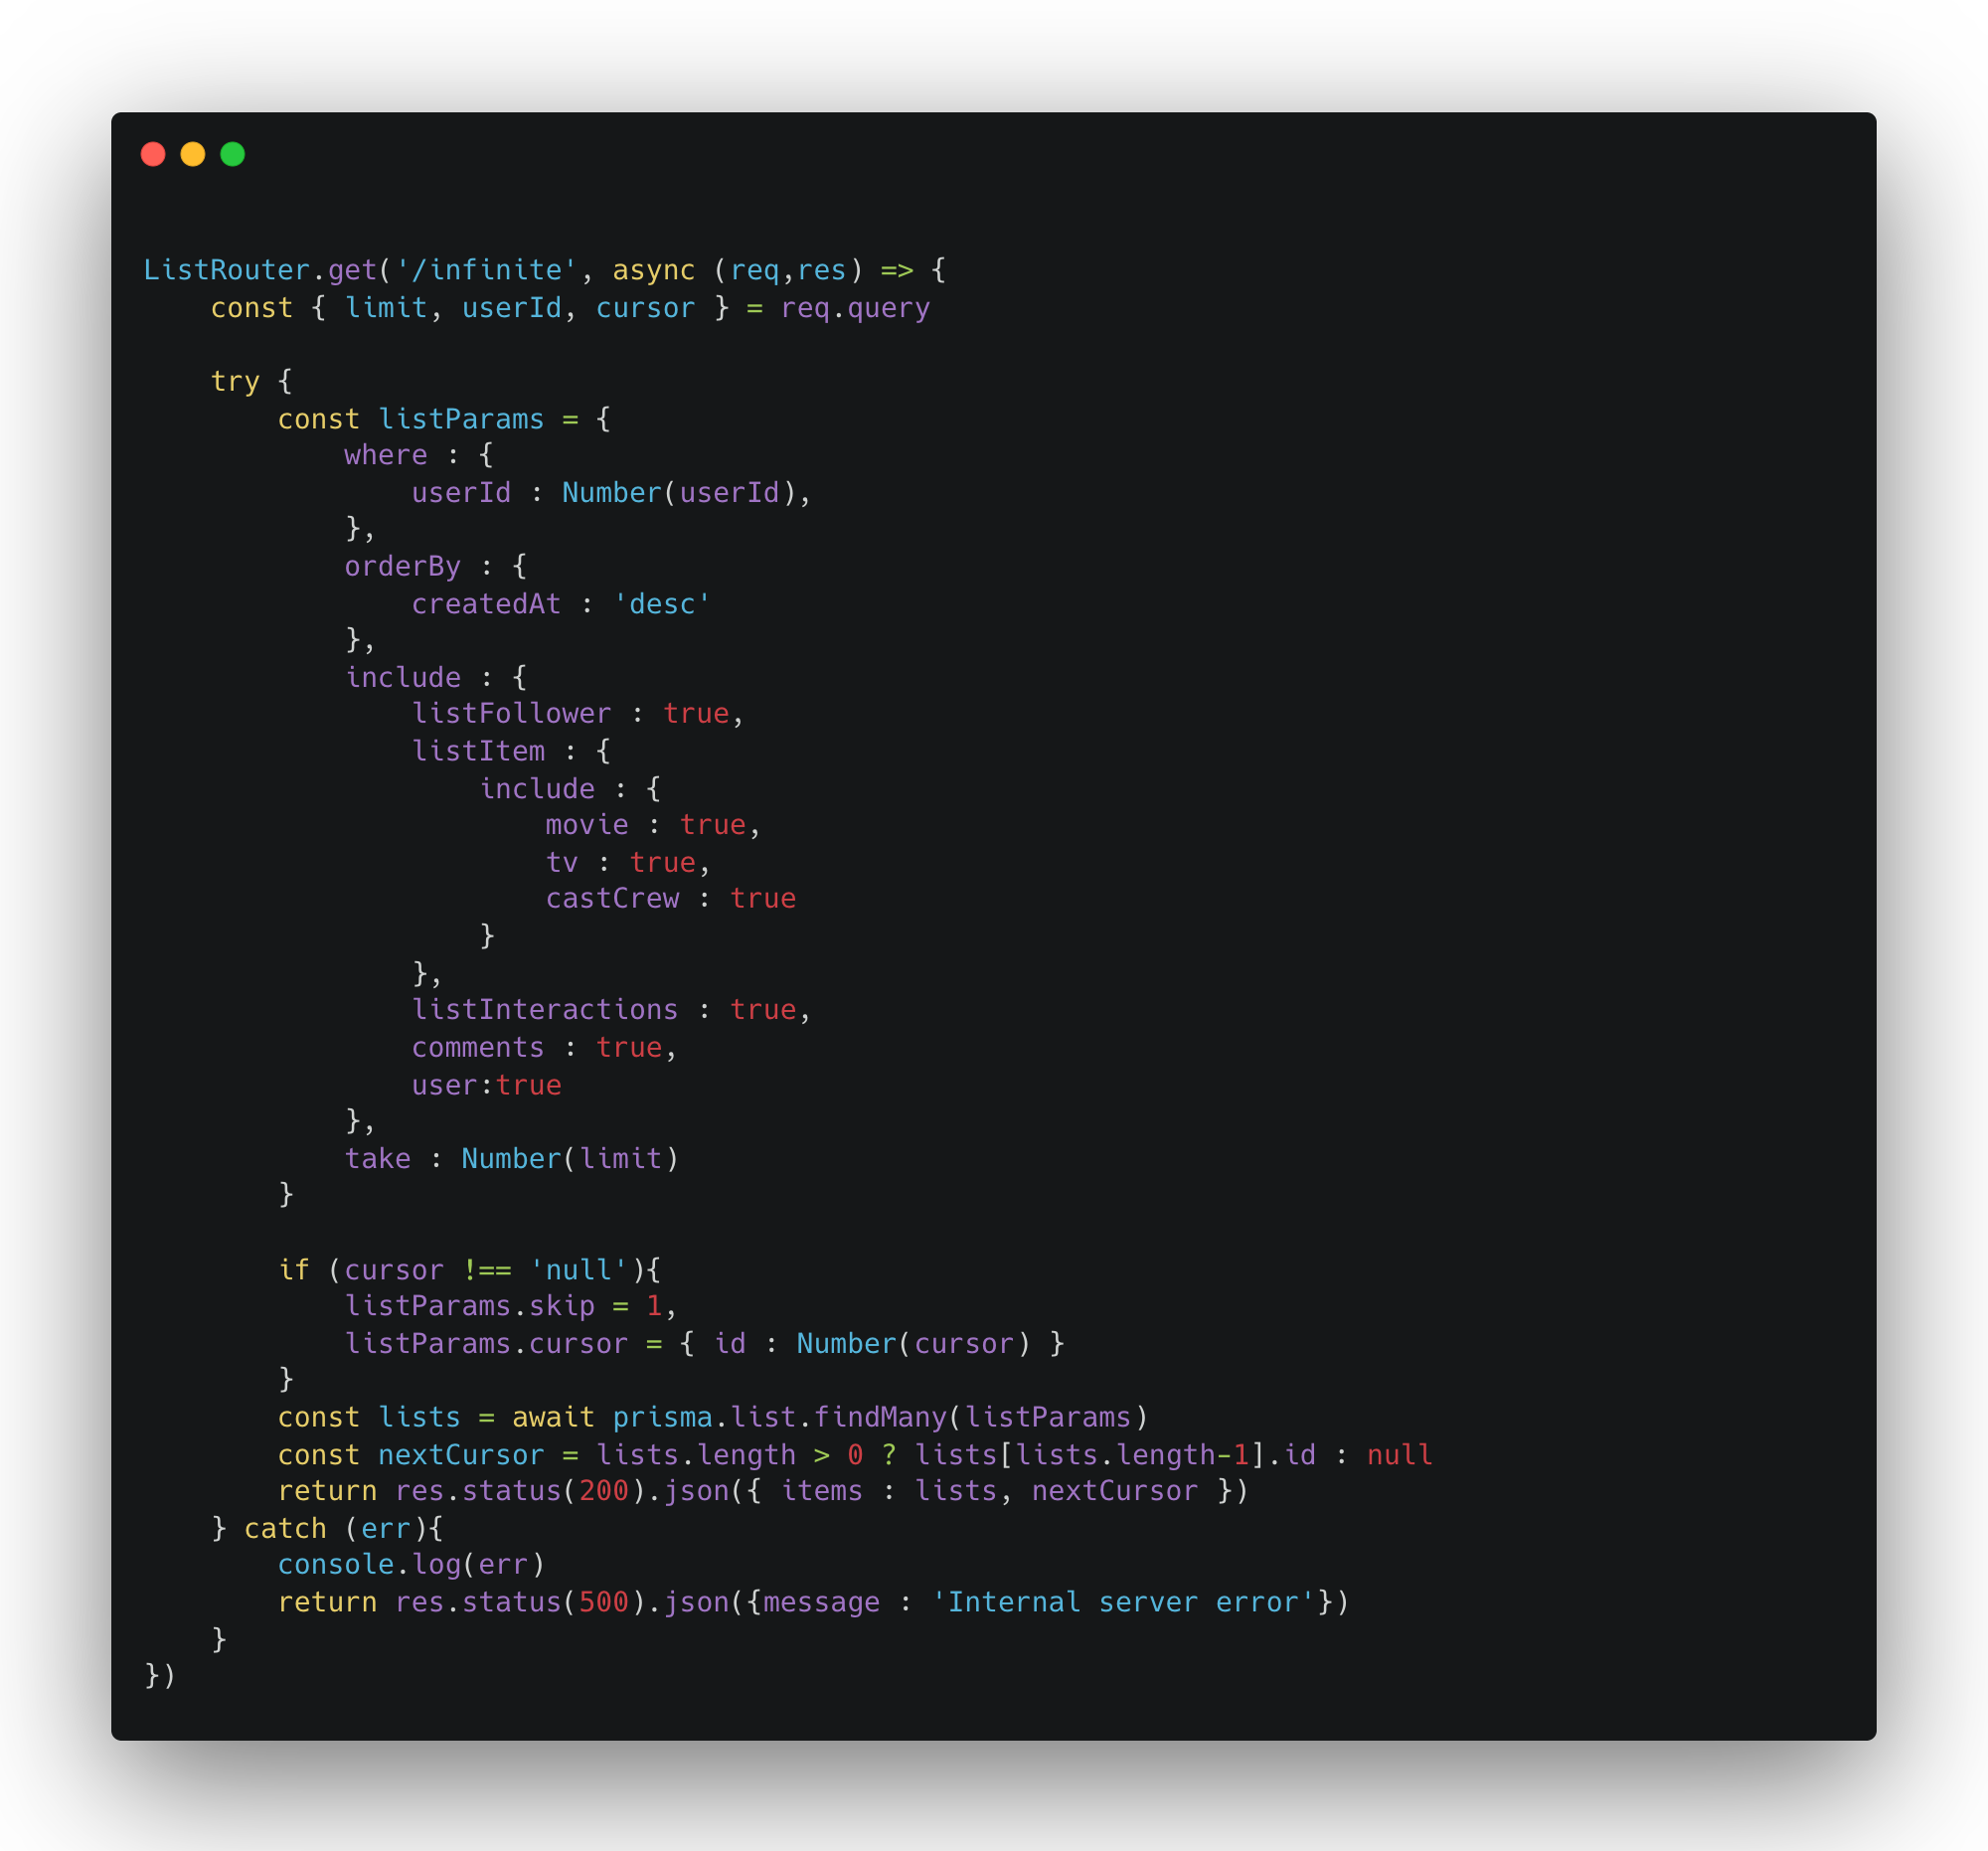 ListRouter.get('/infinite', async (req,res) => {
    const { limit, userId, cursor } = req.query

    try {
        const listParams = {
            where : {
                userId : Number(userId),
            },
            orderBy : {
                createdAt : 'desc'
            },
            include : {
                listFollower : true,
                listItem : {
                    include : {
                        movie : true,
                        tv : true,
                        castCrew : true
                    }
                },
                listInteractions : true,
                comments : true,
                user:true
            },
            take : Number(limit)
        }

        if (cursor !== 'null'){
            listParams.skip = 1,
            listParams.cursor = { id : Number(cursor) }
        }
        const lists = await prisma.list.findMany(listParams)
        const nextCursor = lists.length > 0 ? lists[lists.length-1].id : null
        return res.status(200).json({ items : lists, nextCursor })
    } catch (err){
        console.log(err)
        return res.status(500).json({message : 'Internal server error'})
    }
})